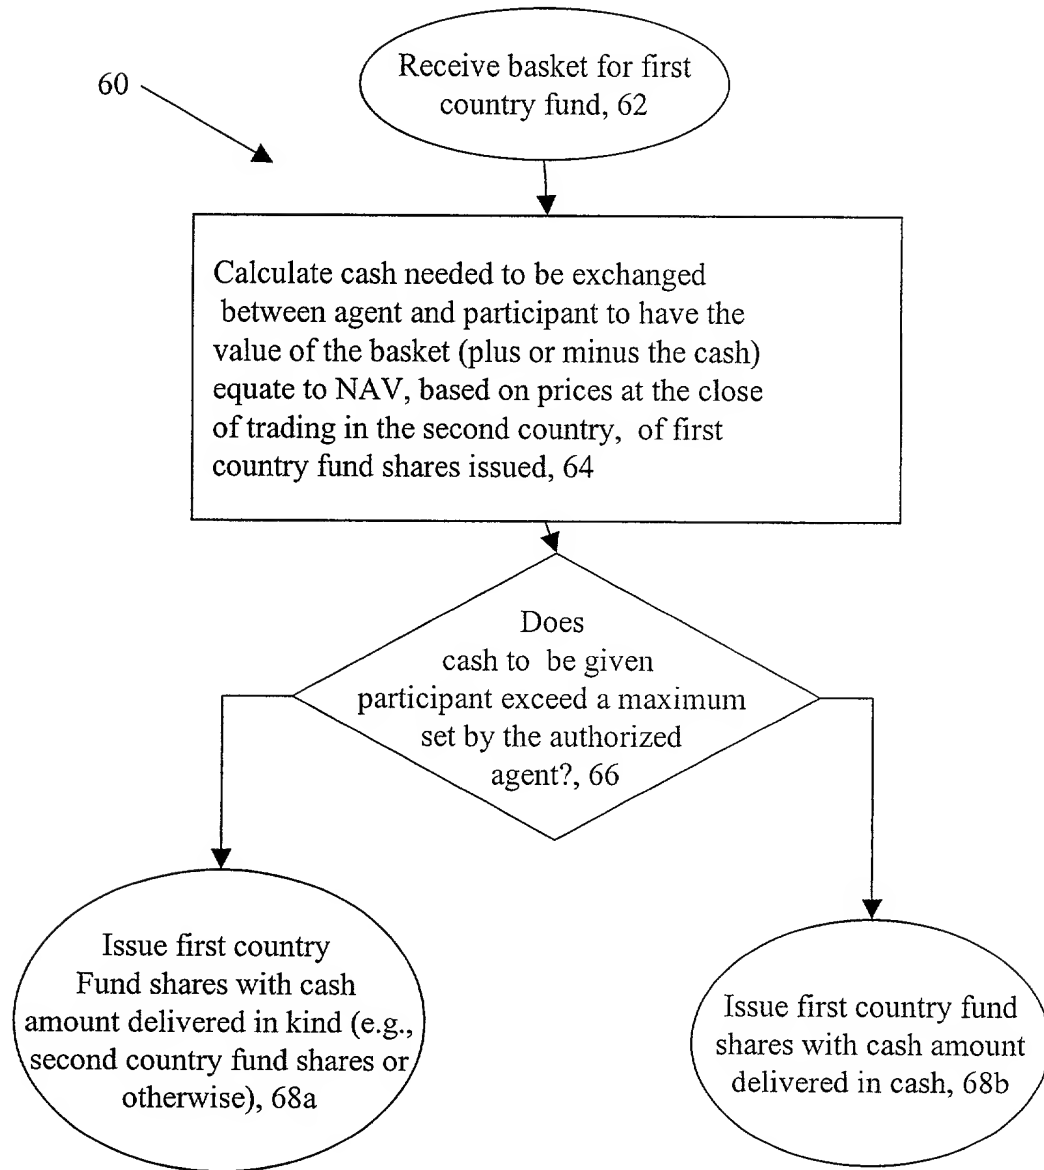 Receive basket for first
country fund, 62
60
Calculate cash needed to be exchanged
between agent and participant to have the
value of the basket (plus or minus the cash)
equate to NAV, based on prices at the close
of trading in the second country, of first
country fund shares issued, 64
Does
cash to be given
participant exceed a maximum
set by the authorized
agent?, 66
Issue first country
Fund shares with cash
amount delivered in kind (e.g.,
second country fund shares or
otherwise), 68a
Issue first country fund
shares with cash amount
delivered in cash, 68b